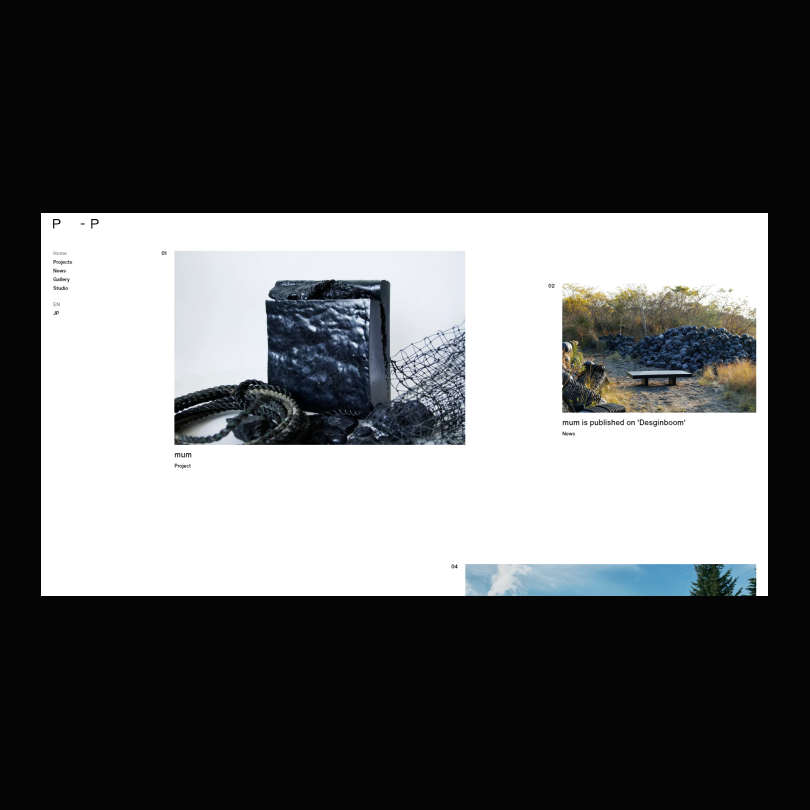 P - P
Home
Projects
News
Gallery
Studio
EN
JP
01
mum
Project
02
mum is published on 'Desginboom'
News
04